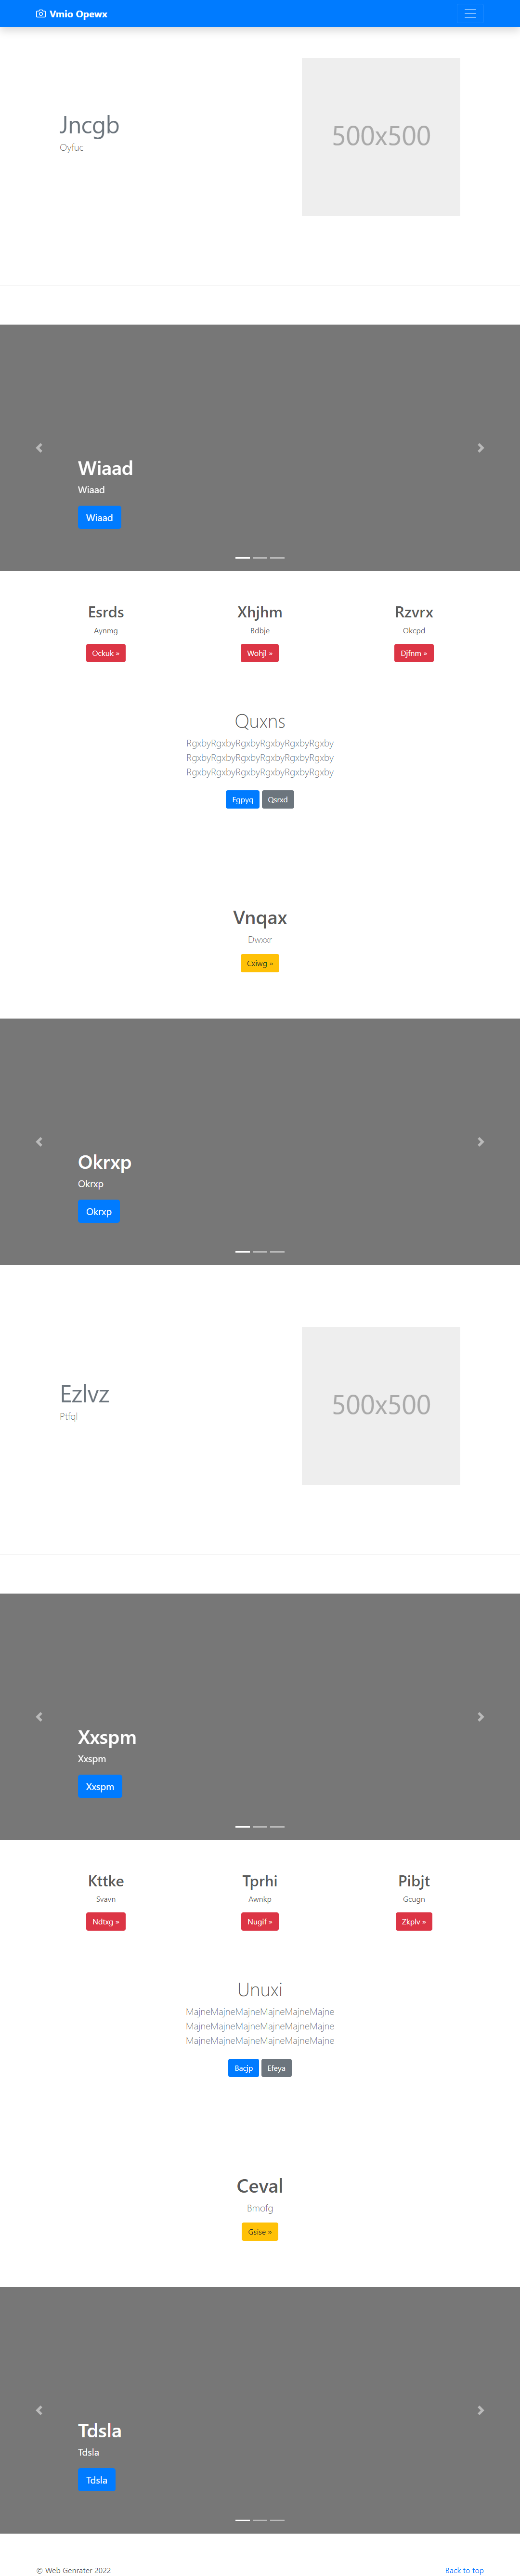 Vmio Opewx
Jncgb
Oyfuc
500x500
Wiaad
Wiaad
Wiaad
Esrds
Aynmg
Ockuk »
Xhjhm
Bdbje
Wohjl »
Rzvrx
Okcpd
Djfnm »
Quxns
RgxbyRgxbyRgxbyRgxbyRgxbyRgxby
RgxbyRgxbyRgxbyRgxbyRgxbyRgxby
RgxbyRgxbyRgxbyRgxbyRgxbyRgxby
Fgpyq Qsrxd
Vnqax
Dwxxr
Cxiwg »
Okrxp
Okrxp
Okrxp
Ezlvz
Ptfql
500x500
Xxspm
Xxspm
Xxspm
Kttke
Svavn
Ndtxg »
Tprhi
Awnkp
Nugif »
Pibjt
Gcugn
Zkplv »
Unuxi
MajneMajneMajneMajneMajneMajne
MajneMajneMajneMajneMajneMajne
MajneMajneMajneMajneMajneMajne
Bacjp Efeya
Ceval
Bmofg
Gsise »
Tdsla
Tdsla
Tdsla
© Web Genrater 2022
Back to top